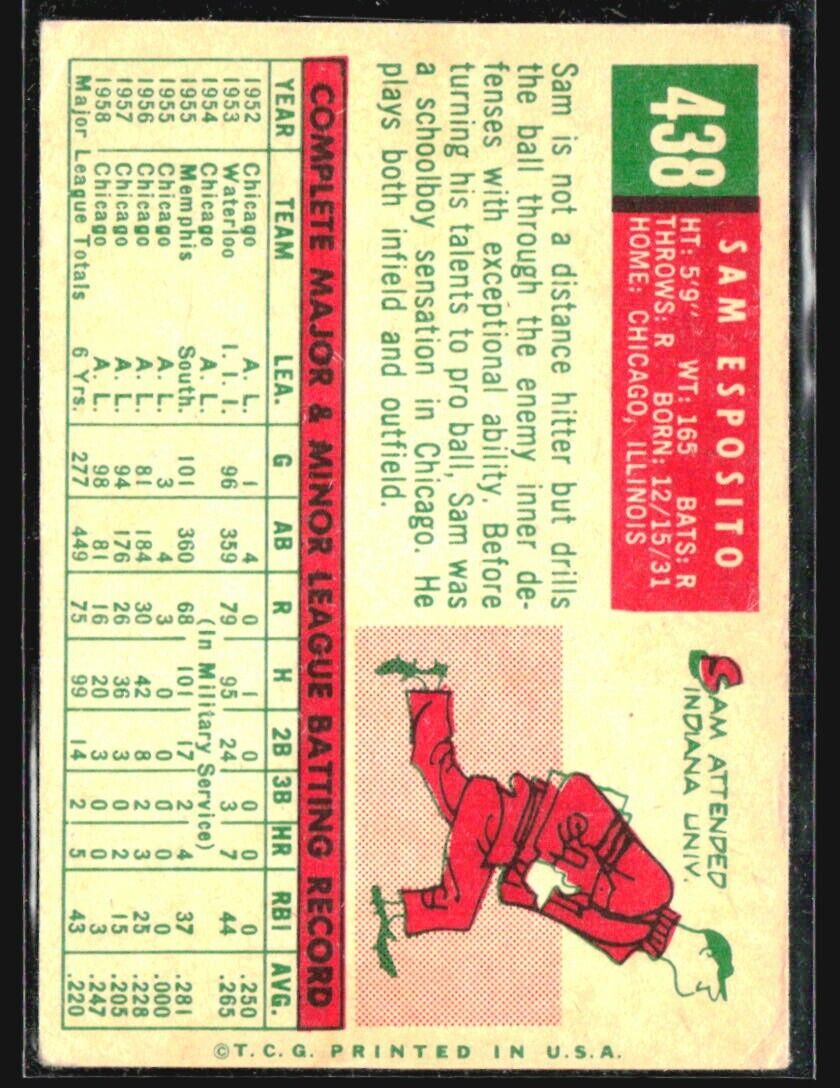 438
SAM ESPOSITO
HT: 5'9" WT: 165 BATS: R
THROWS: R BORN: 12/15/31
HOME: CHICAGO, ILLINOIS
SAM ATTENDED
INDIANA UNIV.
Sam is not a distance hitter but drills
the ball through the enemy inner de-
fenses with exceptional ability. Before
turning his talents to pro ball, Sam was
a schoolboy sensation in Chicago. He
plays both infield and outfield.
COMPLETE MAJOR & MINOR LEAGUE BATTING RECORD
YEAR TEAM LEA. G AB R H 2B 3B HR RBI AVG.
1952 Chicago A. L. 1 4 0 1 0 0 0 0 .250
1953 Waterloo I. I. I. 96 359 79 95 24 3 7 44 .265
1954 Chicago A. L. (In Military Service)
1955 Memphis South. 101 360 68 101 17 2 4 37 .281
1955 Chicago A. L. 3 4 3 0 0 0 0 0 .000
1956 Chicago A. L. 81 184 30 42 8 2 3 25 .228
1957 Chicago A. L. 94 176 26 36 3 0 2 15 .205
1958 Chicago A. L. 98 81 16 20 3 0 0 3 .247
Major League Totals 6 Yrs. 277 449 75 99 14 2 5 43 .220
©T. C. G. PRINTED IN U.S.A.